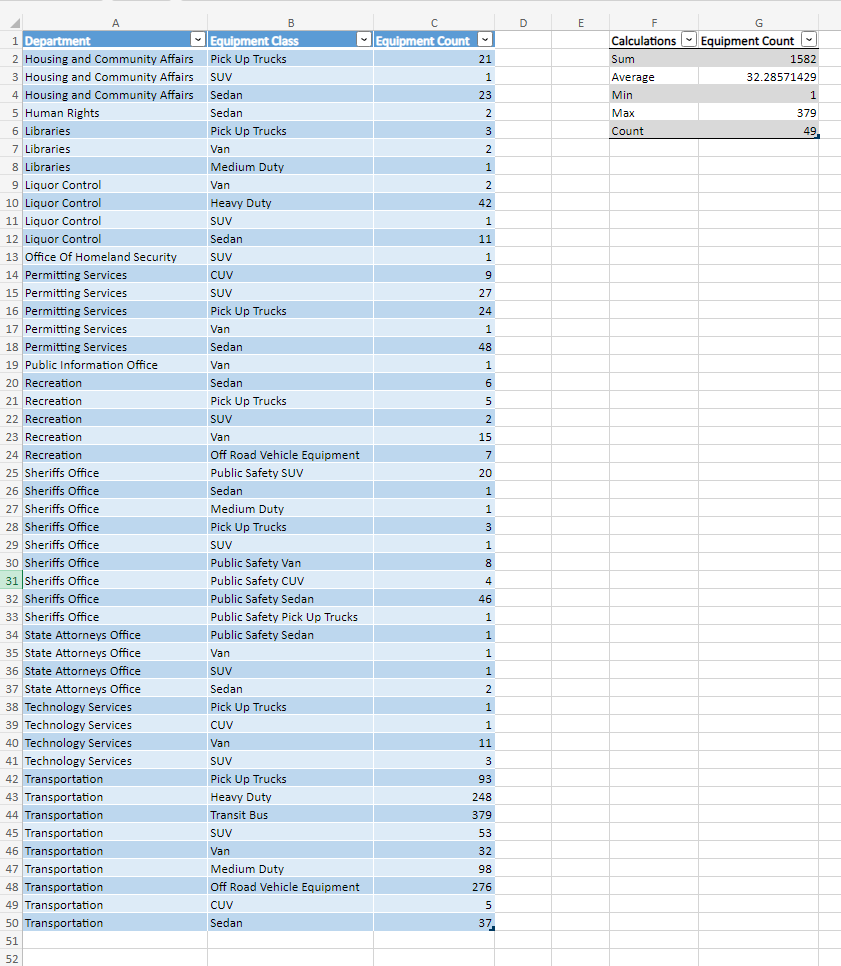 A B C D E F G
1 Department Equipment Class Equipment Count Calculations Equipment Count
2 Housing and Community Affairs Pick Up Trucks 21 Sum 1582
3 Housing and Community Affairs SUV 1 Average 32.28571429
4 Housing and Community Affairs Sedan 23 Min 1
5 Human Rights Sedan 2 Max 379
6 Libraries Pick Up Trucks 3 Count 49
7 Libraries Van 2
8 Libraries Medium Duty 1
9 Liquor Control Van 2
10 Liquor Control Heavy Duty 42
11 Liquor Control SUV 1
12 Liquor Control Sedan 11
13 Office Of Homeland Security SUV 1
14 Permitting Services CUV 9
15 Permitting Services SUV 27
16 Permitting Services Pick Up Trucks 24
17 Permitting Services Van 1
18 Permitting Services Sedan 48
19 Public Information Office Van 1
20 Recreation Sedan 6
21 Recreation Pick Up Trucks 5
22 Recreation SUV 2
23 Recreation Van 15
24 Recreation Off Road Vehicle Equipment 7
25 Sheriffs Office Public Safety SUV 20
26 Sheriffs Office Sedan 1
27 Sheriffs Office Medium Duty 1
28 Sheriffs Office Pick Up Trucks 3
29 Sheriffs Office SUV 1
30 Sheriffs Office Public Safety Van 8
31 Sheriffs Office Public Safety CUV 4
32 Sheriffs Office Public Safety Sedan 46
33 Sheriffs Office Public Safety Pick Up Trucks 1
34 State Attorneys Office Public Safety Sedan 1
35 State Attorneys Office Van 1
36 State Attorneys Office SUV 1
37 State Attorneys Office Sedan 2
38 Technology Services Pick Up Trucks 1
39 Technology Services CUV 1
40 Technology Services Van 11
41 Technology Services SUV 3
42 Transportation Pick Up Trucks 93
43 Transportation Heavy Duty 248
44 Transportation Transit Bus 379
45 Transportation SUV 53
46 Transportation Van 32
47 Transportation Medium Duty 98
48 Transportation Off Road Vehicle Equipment 276
49 Transportation CUV 5
50 Transportation Sedan 37
51
52